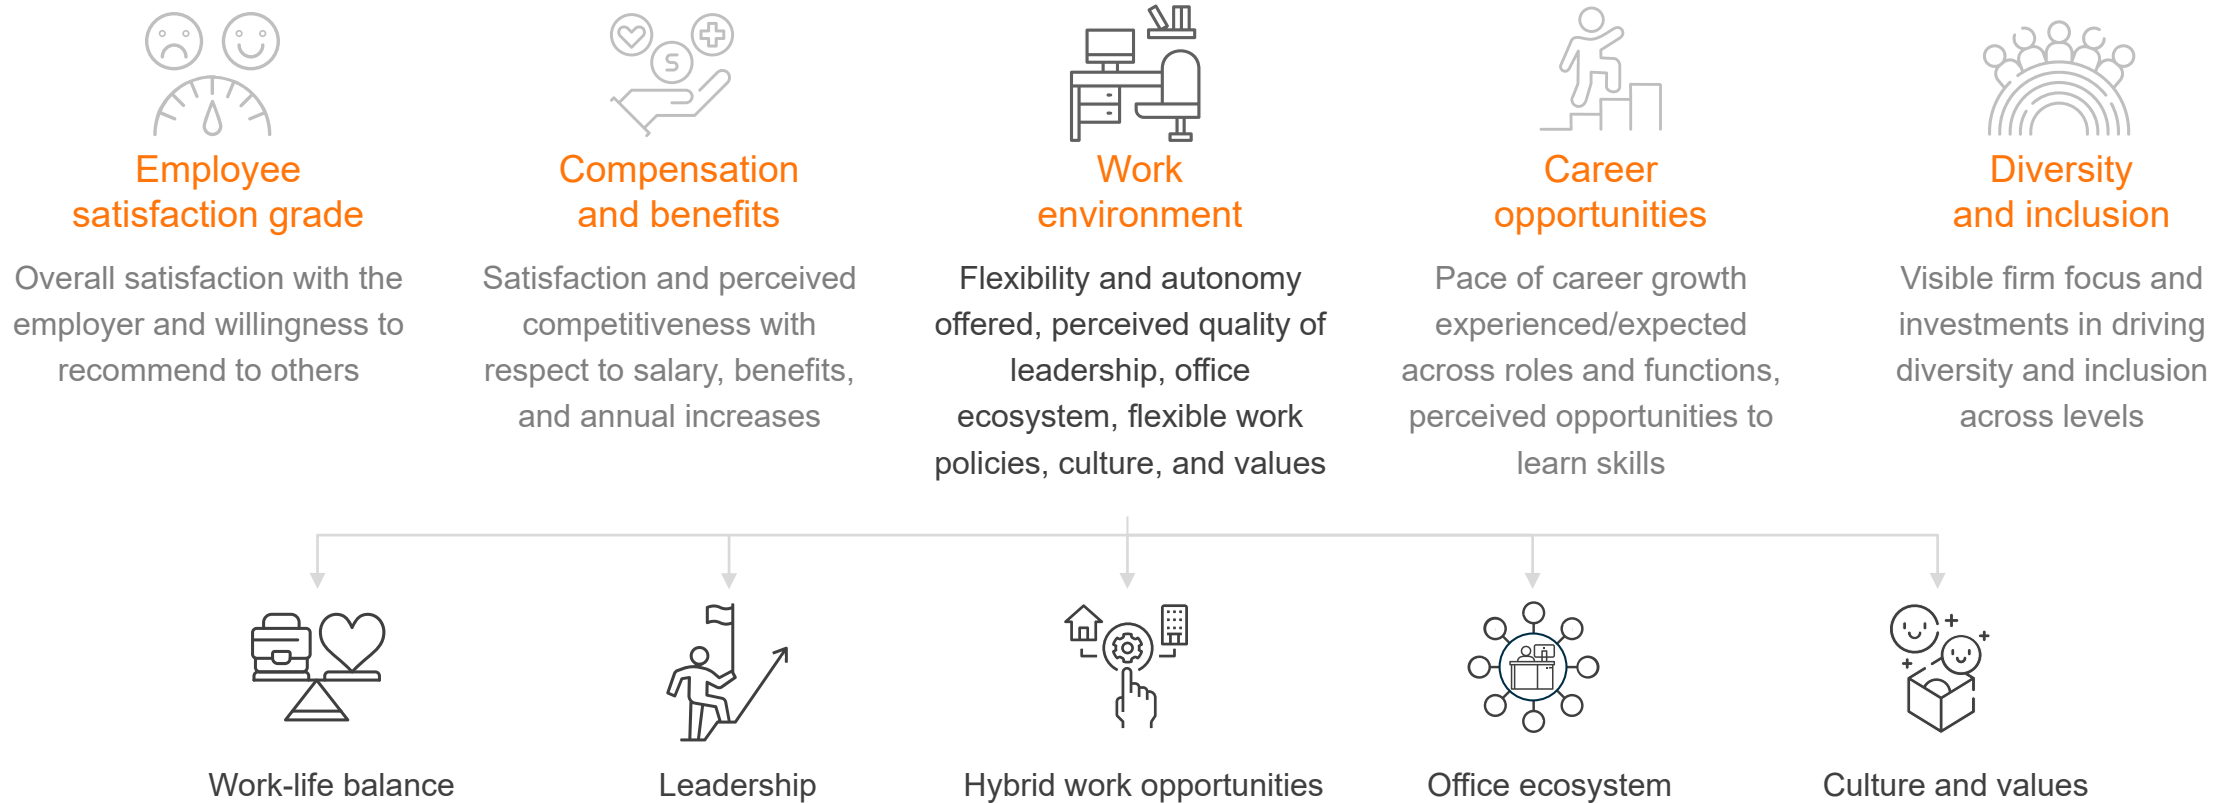 Employee
satisfaction grade
Overall satisfaction with the
employer and willingness to
recommend to others
Compensation
and benefits
Satisfaction and perceived
competitiveness with
respect to salary, benefits,
and annual increases
Work
environment
Flexibility and autonomy
offered, perceived quality of
leadership, office
ecosystem, flexible work
policies, culture, and values
Career
opportunities
Pace of career growth
experienced/expected
across roles and functions,
perceived opportunities to
learn skills
Diversity
and inclusion
Visible firm focus and
investments in driving
diversity and inclusion
across levels
Work-life balance
Leadership
Hybrid work opportunities
Office ecosystem
Culture and values